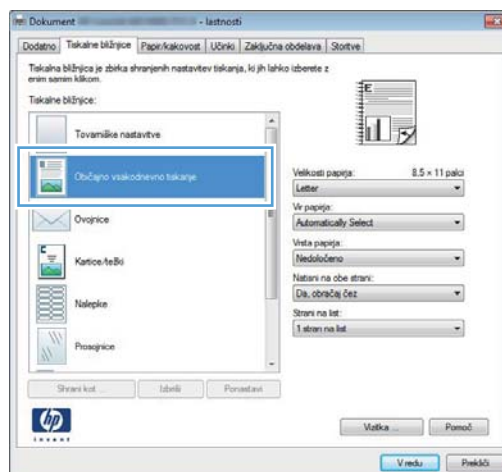 Dokument - lastnosti
Dodatno Tiskalne bližnjice Papir/kakovost Učinki Zaključna obdelava Storitve
Tiskalna bližnjica je zbirka shranjenih nastavitev tiskanja, ki jih lahko izberete z
enim samim klikom.
Tiskalne bližnjice:
Tovarniške nastavitve
Običajno vsakodnevno tiskanje
Ovojnice
Kartice/težki
Nalepke
Prosojnice
Shrani kot ... Izbriši Ponastavi
E
Velikosti papirja: 8.5 × 11 palci
Letter
Vir papirja:
Automatically Select
Vrsta papirja:
Nedoločeno
Natisni na obe strani:
Da, obračaj čez
Strani na list:
1 stran na list
hp
invent
Vizitka ... Pomoč
V redu Prekliči